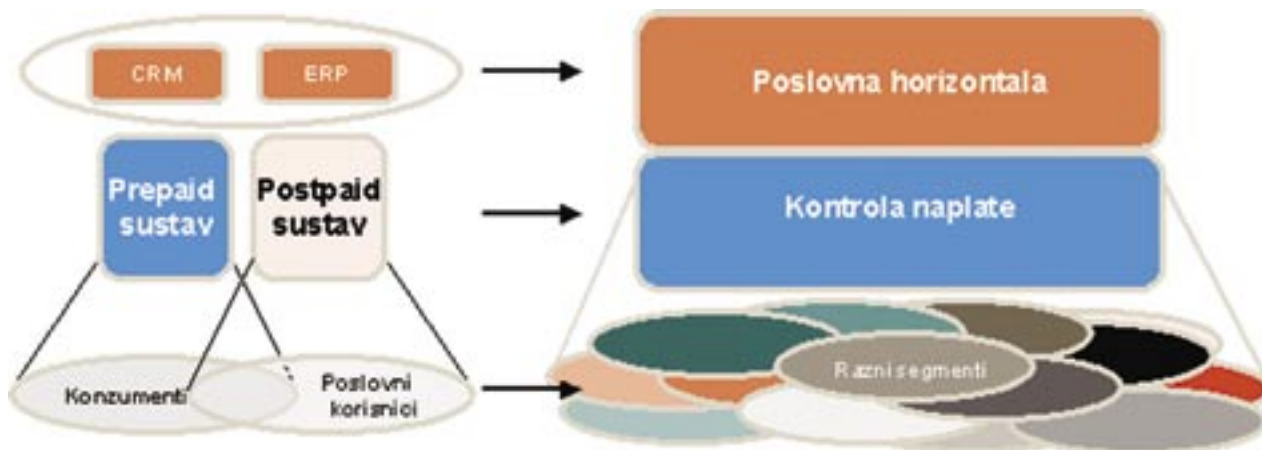 CRM
ERP
Poslovna horizontala
Prepaid
sustav
Postpaid
sustav
Kontrola naplate
Konzumenti
Poslovni
korisnici
Razni segmenti